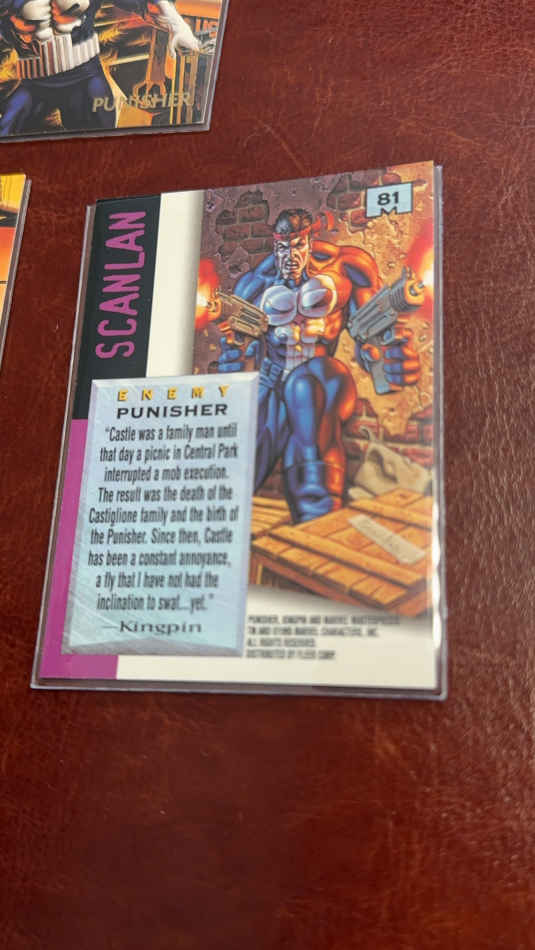 PUNISHER
81
M
SCANLAN
ENEMY
PUNISHER
"Castle was a family man until
that day a picnic in Central Park
interrupted a mob execution.
The result was the death of the
Castiglione family and the birth of
the Punisher. Since then, Castle
has been a constant annoyance,
a fly that I have not had the
inclination to swat...yet."
—Kingpin
PUNISHER, KINGPIN AND MARVEL MASTERPIECES:
TM AND ©1995 MARVEL CHARACTERS, INC.
ALL RIGHTS RESERVED.
DISTRIBUTED BY FLEER CORP.